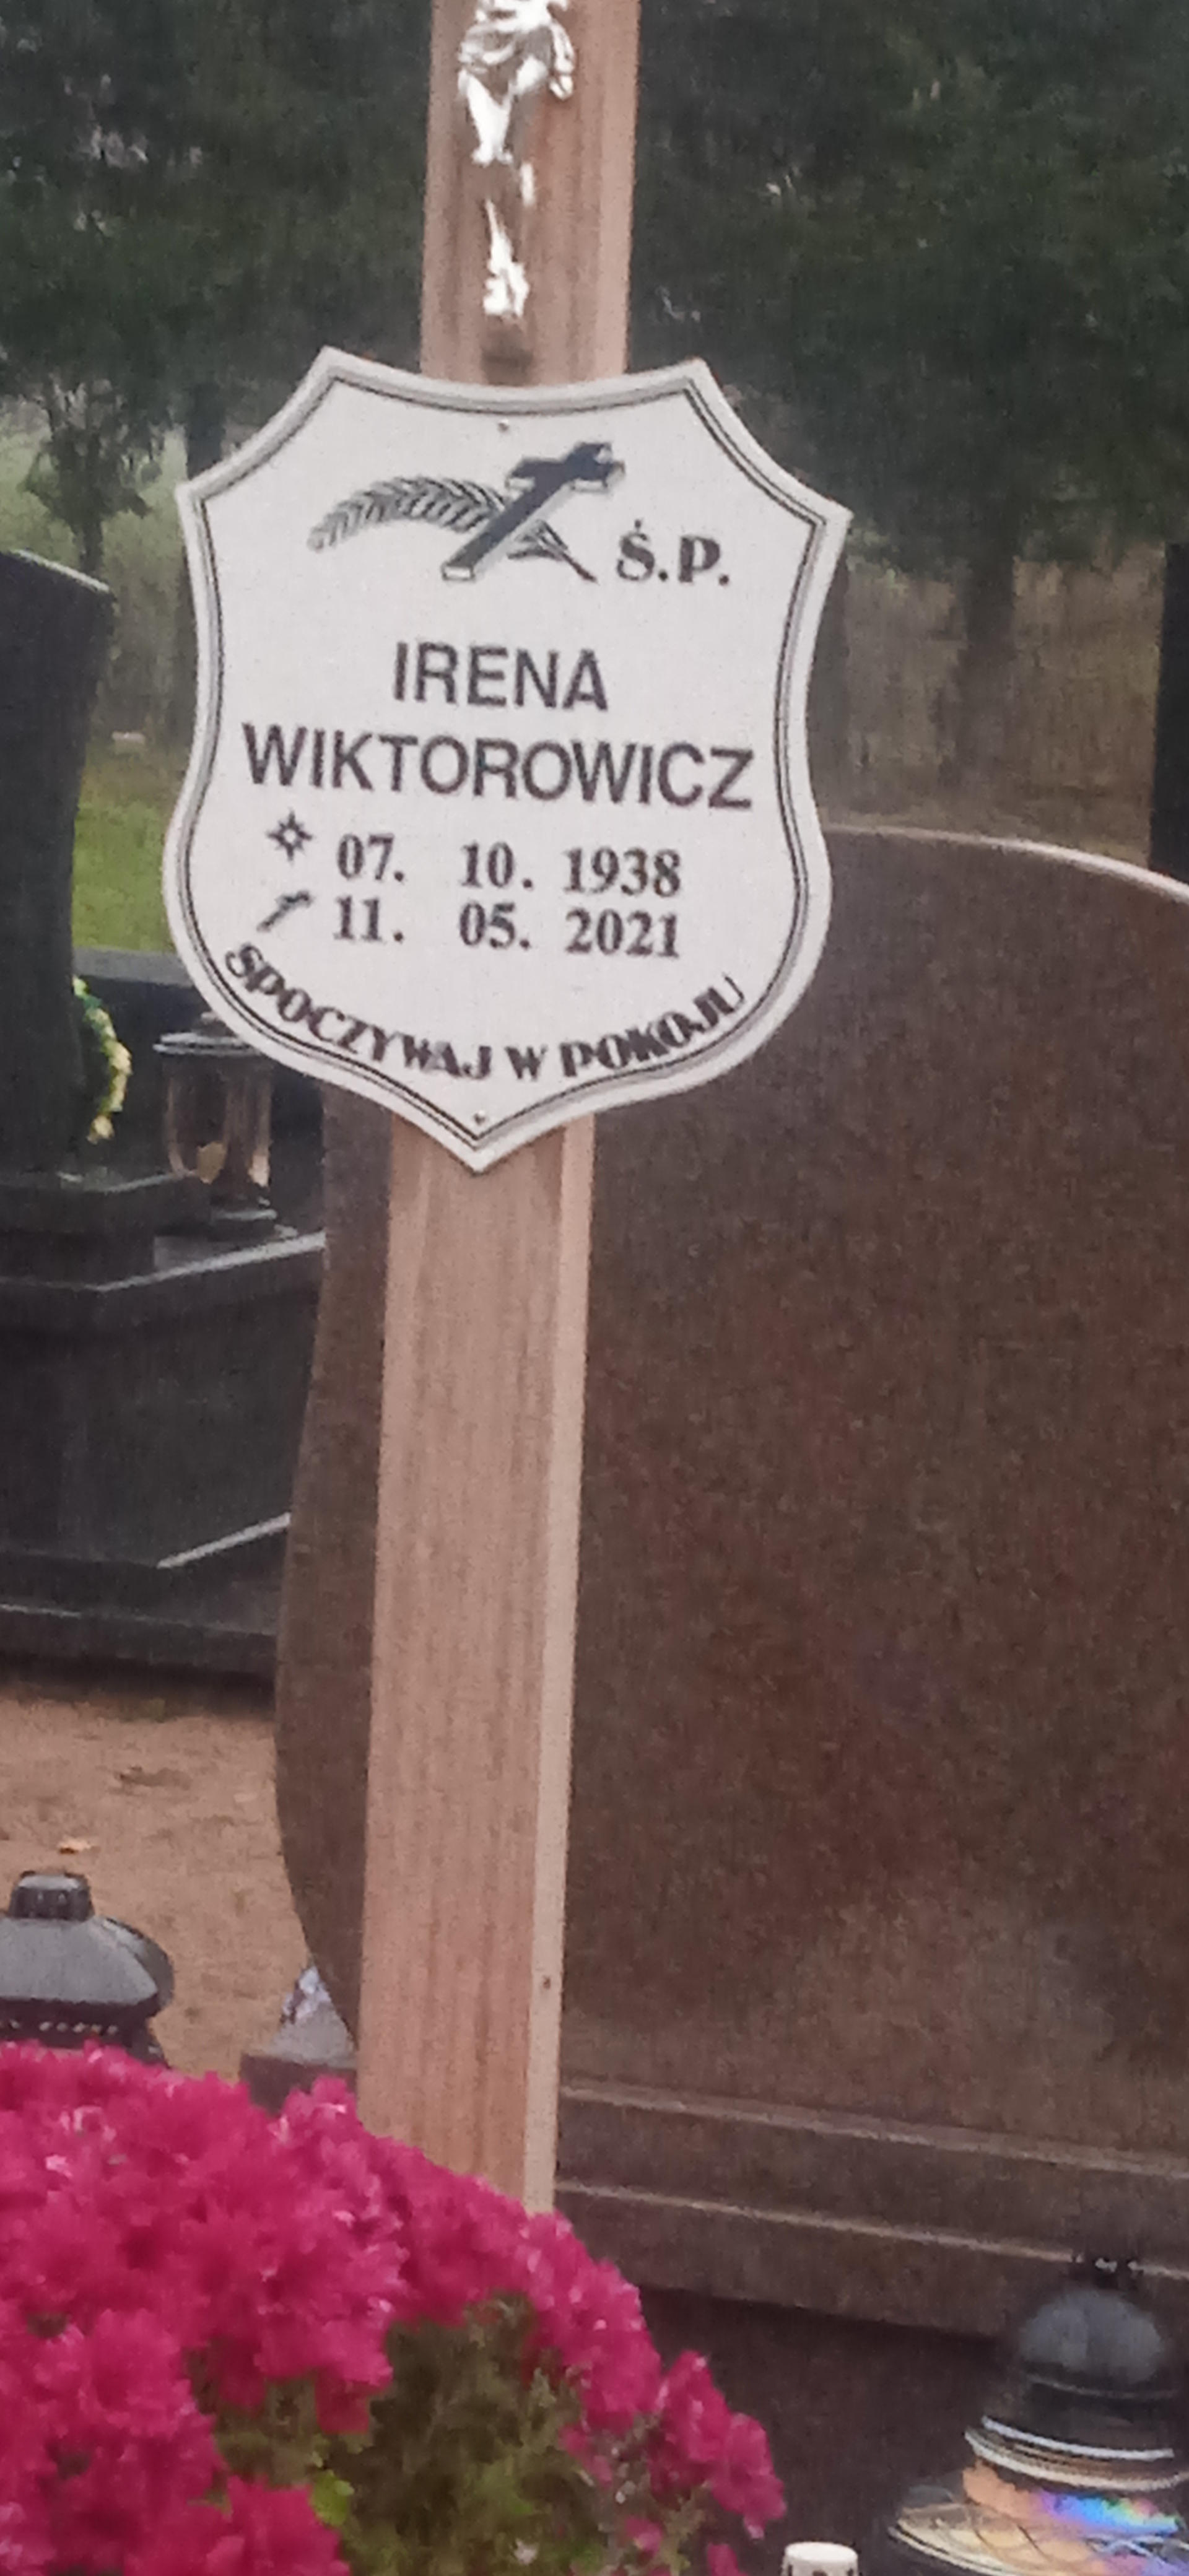 Ś.P.
IRENA
WIKTOROWICZ
07. 10. 1938
11. 05. 2021
SPOCZYWAJ W POKOJU